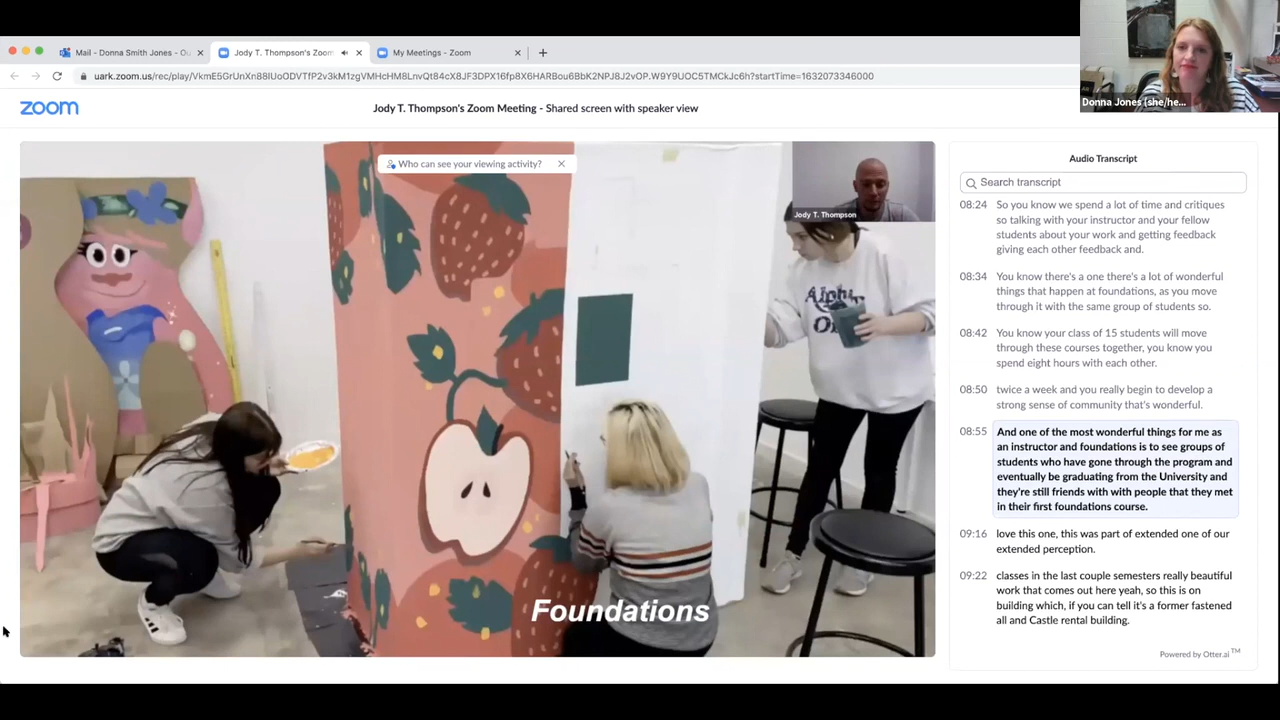 Mail - Donna Smith Jones - Ou
Jody T. Thompson's Zoom
My Meetings - Zoom
Donna Jones (she/he...
zoom
Jody T. Thompson's Zoom Meeting - Shared screen with speaker view
Who can see your viewing activity?
Jody T. Thompson
Foundations
Audio Transcript
Search transcript
08:24 So you know we spend a lot of time and critiques
so talking with your instructor and your fellow
students about your work and getting feedback
giving each other feedback and.
08:34 You know there's a one there's a lot of wonderful
things that happen at foundations, as you move
through it with the same group of students so.
08:42 You know your class of 15 students will move
through these courses together, you know you
spend eight hours with each other.
08:50 twice a week and you really begin to develop a
strong sense of community that's wonderful.
08:55 And one of the most wonderful things for me as
an instructor and foundations is to see groups of
students who have gone through the program and
eventually be graduating from the University and
they're still friends with with people that they met
in their first foundations course.
09:16 love this one, this was part of extended one of our
extended perception.
09:22 classes in the last couple semesters really beautiful
work that comes out here yeah, so this is on
building which, if you can tell it's a former fastened
all and Castle rental building.
Powered by Otter.ai TM